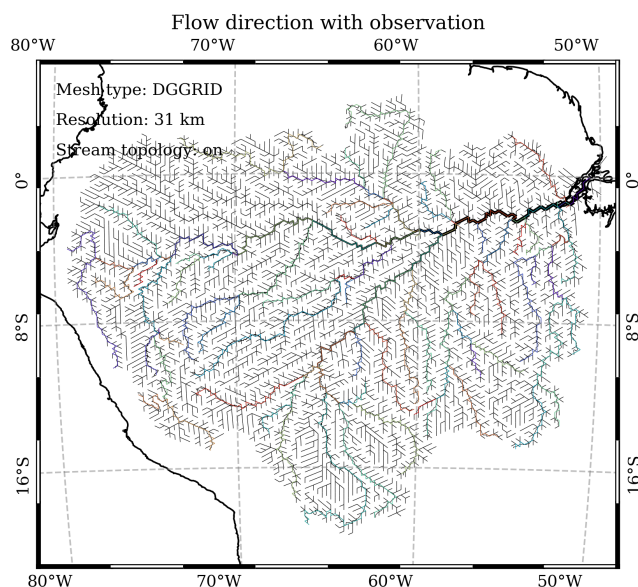 Flow direction with observation
80°W 70°W 60°W 50°W
Mesh type: DGGRID
Resolution: 31 km
Stream topology: on
0° 0°
8°S 8°S
16°S 16°S
80°W 70°W 60°W 50°W